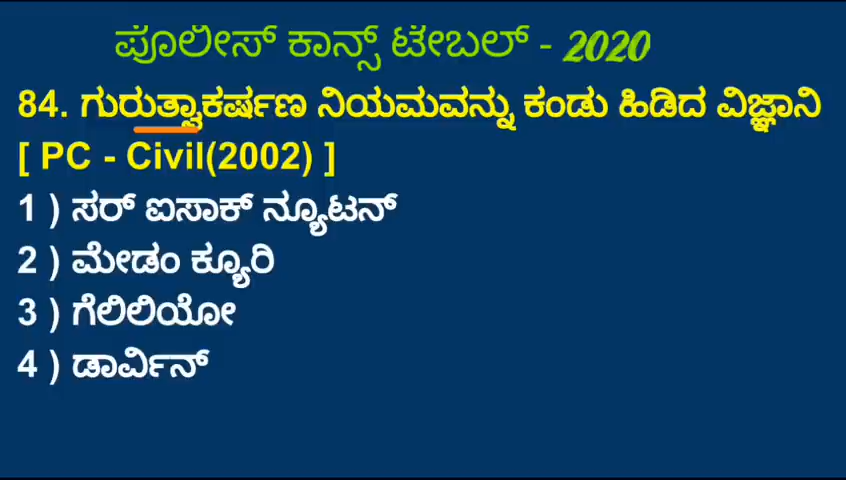 ಪೊಲೀಸ್ ಕಾನ್ಸ್ ಟೇಬಲ್ - 2020
84. ಗುರುತ್ವಾಕರ್ಷಣ ನಿಯಮವನ್ನು ಕಂಡು ಹಿಡಿದ ವಿಜ್ಞಾನಿ
[ PC - Civil(2002) ]
1 ) ಸರ್ ಐಸಾಕ್ ನ್ಯೂಟನ್
2 ) ಮೇಡಂ ಕ್ಯೂರಿ
3 ) ಗೆಲಿಲಿಯೋ
4 ) ಡಾರ್ವಿನ್